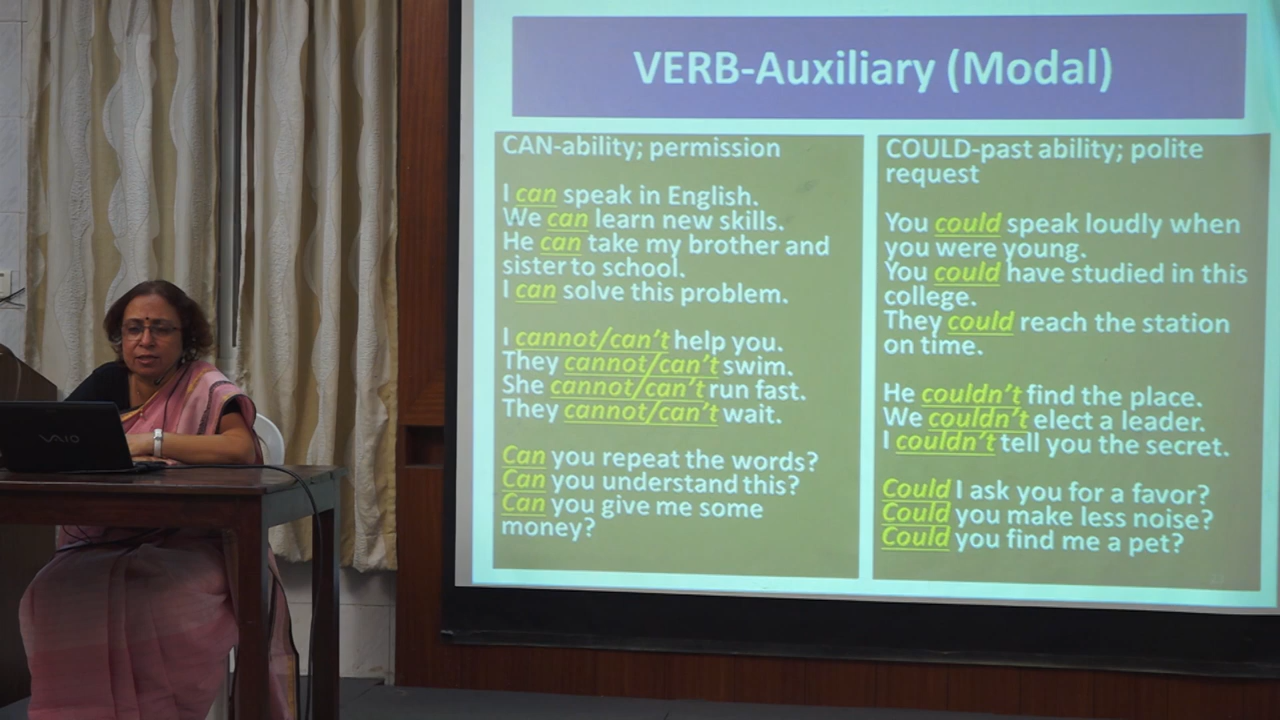 VERB-Auxiliary (Modal)
CAN-ability; permission
I can speak in English.
We can learn new skills.
He can take my brother and
sister to school.
I can solve this problem.
I cannot/can't help you.
They cannot/can't swim.
She cannot/can't run fast.
They cannot/can't wait.
Can you repeat the words?
Can you understand this?
Can you give me some
money?
COULD-past ability; polite
request
You could speak loudly when
you were young.
You could have studied in this
college.
They could reach the station
on time.
He couldn't find the place.
We couldn't elect a leader.
I couldn't tell you the secret.
Could I ask you for a favor?
Could you make less noise?
Could you find me a pet?
VAIO